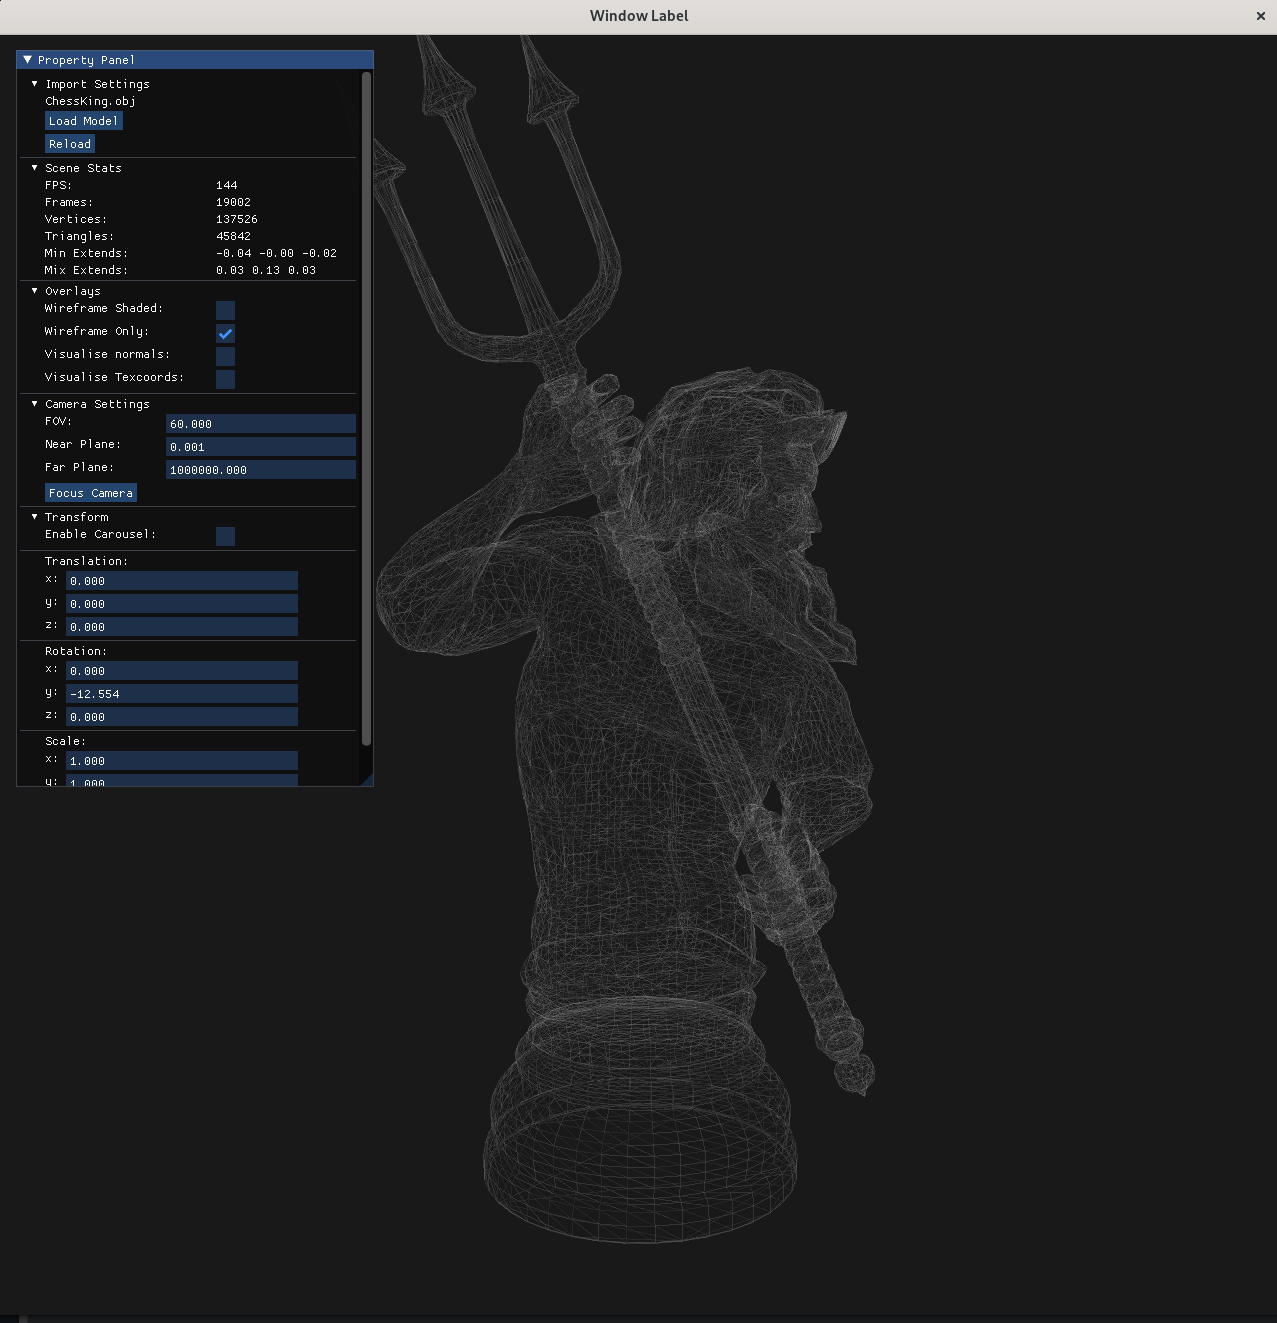 Window Label
Property Panel
Import Settings
ChessKing.obj
Load Model
Reload
Scene Stats
FPS: 144
Frames: 19002
Vertices: 137526
Triangles: 45842
Min Extends: -0.04 -0.00 -0.02
Mix Extends: 0.03 0.13 0.03
Overlays
Wireframe Shaded:
Wireframe Only:
Visualise normals:
Visualise Texcoords:
Camera Settings
FOV: 60.000
Near Plane: 0.001
Far Plane: 1000000.000
Focus Camera
Transform
Enable Carousel:
Translation:
x: 0.000
y: 0.000
z: 0.000
Rotation:
x: 0.000
y: -12.554
z: 0.000
Scale:
x: 1.000
y: 1.000